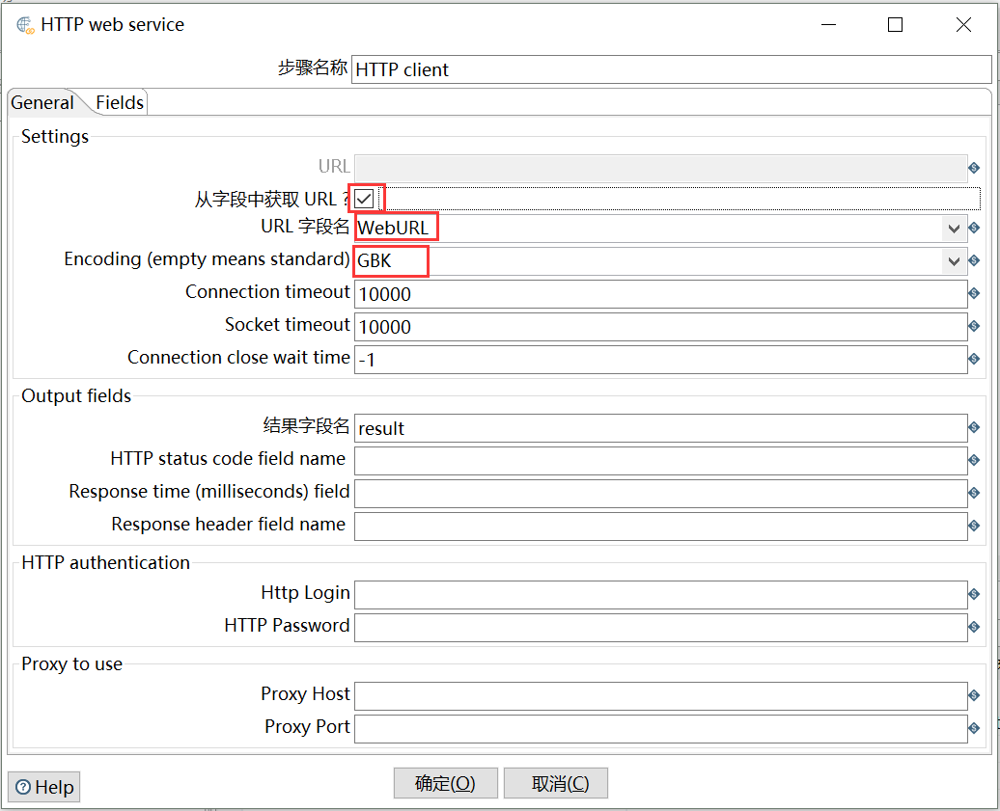 HTTP web service
步骤名称 HTTP client
General Fields
Settings
URL
从字段中获取 URL ?
URL 字段名 WebURL
Encoding (empty means standard) GBK
Connection timeout 10000
Socket timeout 10000
Connection close wait time -1
Output fields
结果字段名 result
HTTP status code field name
Response time (milliseconds) field
Response header field name
HTTP authentication
Http Login
HTTP Password
Proxy to use
Proxy Host
Proxy Port
Help 确定(O) 取消(C)